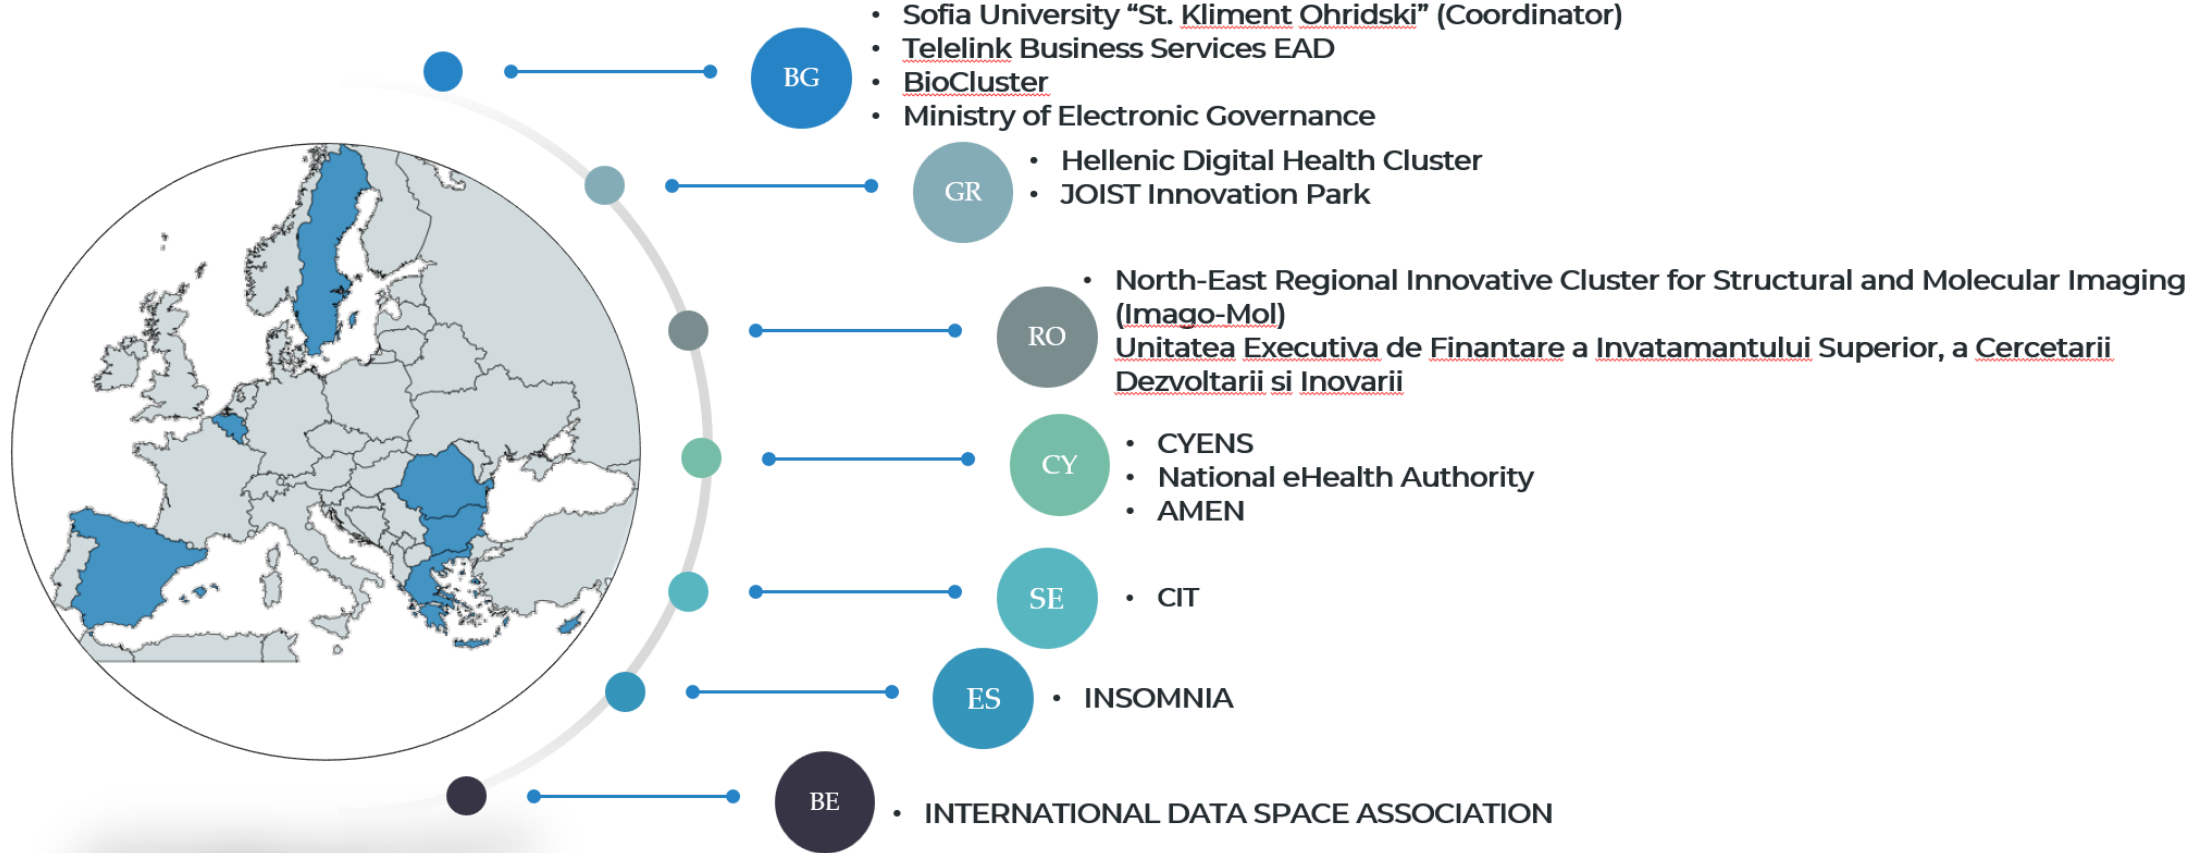 • Sofia University “St. Kliment Ohridski” (Coordinator)
• Telelink Business Services EAD
BG
• BioCluster
• Ministry of Electronic Governance
• Hellenic Digital Health Cluster
GR
• JOIST Innovation Park
• North-East Regional Innovative Cluster for Structural and Molecular Imaging
(Imago-Mol)
RO
Unitatea Executiva de Finantare a Invatamantului Superior, a Cercetarii
Dezvoltarii si Inovarii
• CYENS
CY
• National eHealth Authority
• AMEN
SE
• CIT
ES
• INSOMNIA
BE
• INTERNATIONAL DATA SPACE ASSOCIATION